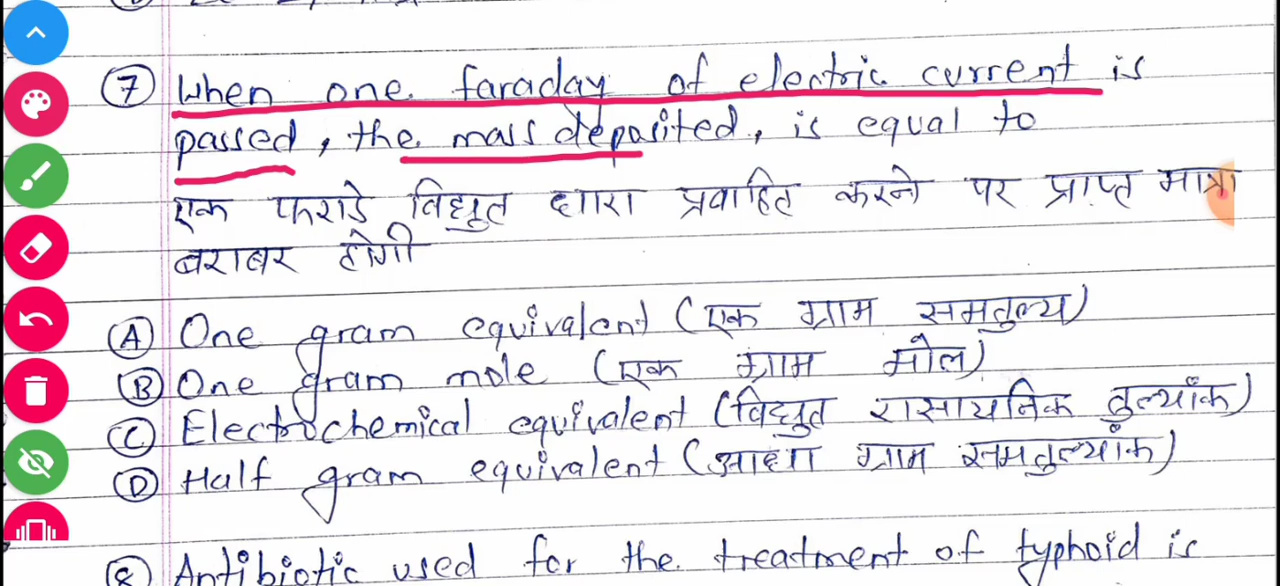 ⑦ When one faraday of electric current is
passed, the mass deposited, is equal to
एक फराडे विद्युत द्वारा प्रवाहित करने पर प्राप्त मात्रा
बराबर होगी
Ⓐ One gram equivalent (एक ग्राम समतुल्य)
Ⓑ One gram mole (एक ग्राम मोल)
Ⓒ Electrochemical equivalent (विद्युत रासायनिक तुल्यांक)
Ⓓ Half gram equivalent (आधा ग्राम समतुल्यांक)
⑧ Antibiotic used for the treatment of typhoid is